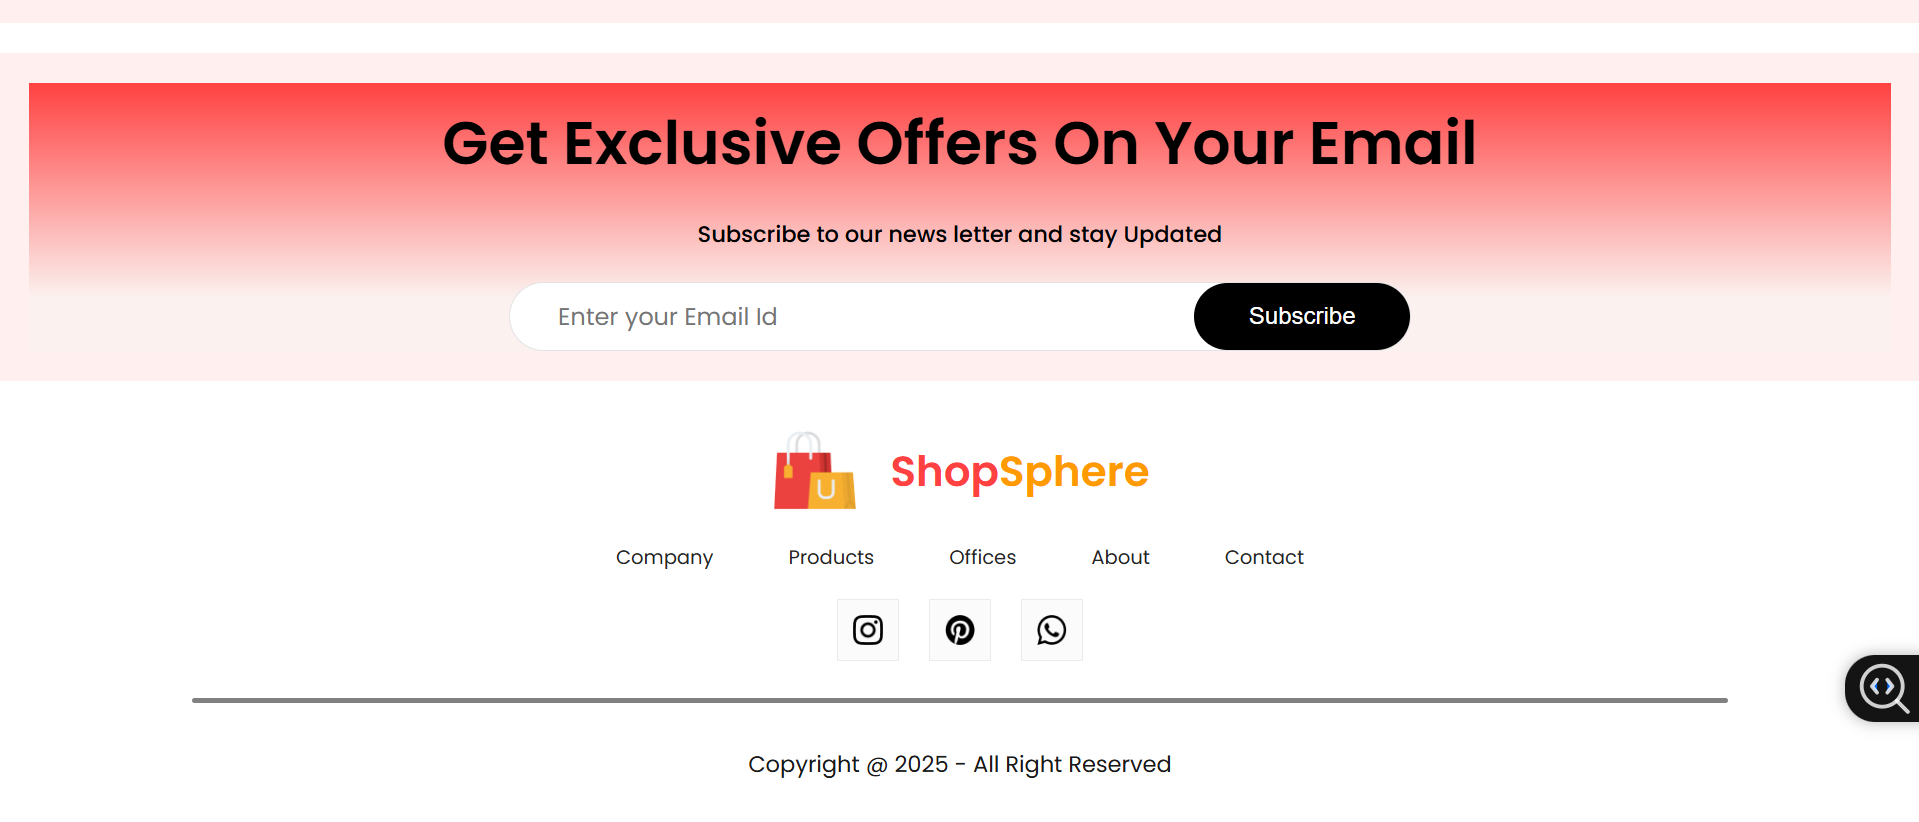 Get Exclusive Offers On Your Email
Subscribe to our news letter and stay Updated
Enter your Email Id
Subscribe
U
ShopSphere
Company Products Offices About Contact
Copyright @ 2025 - All Right Reserved